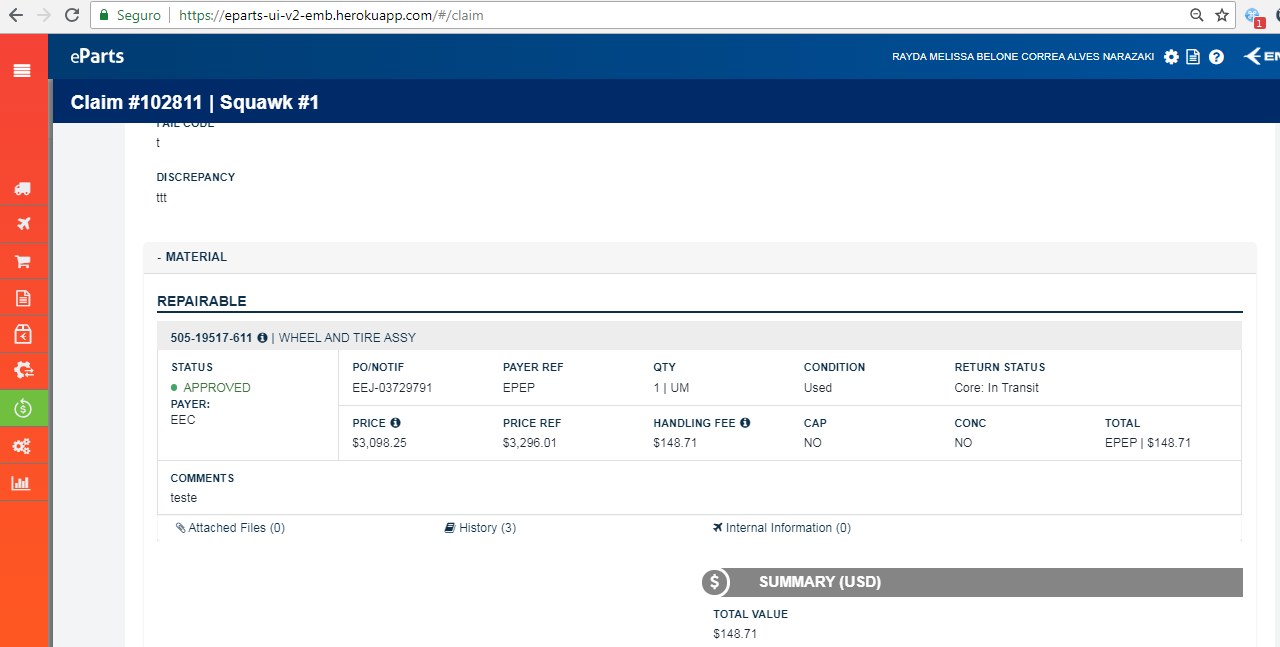 Seguro https://eparts-ui-v2-emb.herokuapp.com/#/claim
1
eParts
RAYDA MELISSA BELONE CORREA ALVES NARAZAKI
Claim #102811 | Squawk #1
FAIL CODE
t
DISCREPANCY
ttt
- MATERIAL
REPAIRABLE
505-19517-611 | WHEEL AND TIRE ASSY
STATUS
APPROVED
PAYER:
EEC
PO/NOTIF PAYER REF QTY CONDITION RETURN STATUS
EEJ-03729791 EPEP 1 | UM Used Core: In Transit
PRICE PRICE REF HANDLING FEE CAP CONC TOTAL
$3,098.25 $3,296.01 $148.71 NO NO EPEP | $148.71
COMMENTS
teste
Attached Files (0) History (3) Internal Information (0)
SUMMARY (USD)
TOTAL VALUE
$148.71